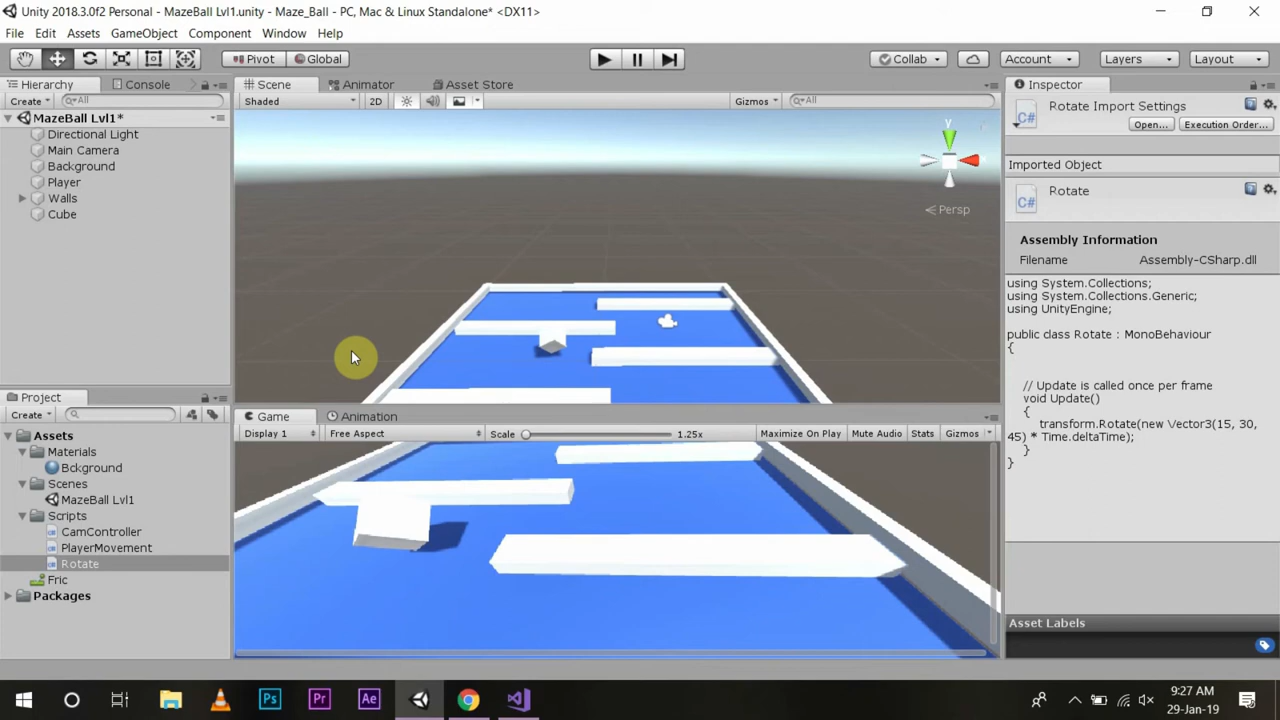 Unity 2018.3.0f2 Personal - MazeBall Lvl1.unity - Maze_Ball - PC, Mac & Linux Standalone* <DX11>
File Edit Assets GameObject Component Window Help
Pivot Global Collab Account Layers Layout
Hierarchy Console
Create All
MazeBall Lvl1*
Directional Light
Main Camera
Background
Player
Walls
Cube
Scene Animator Asset Store
Shaded 2D Gizmos All
y
Persp
Project
Create
Assets
Materials
Bckground
Scenes
MazeBall Lvl1
Scripts
CamController
PlayerMovement
Rotate
Fric
Packages
Game Animation
Display 1 Free Aspect Scale 1.25x Maximize On Play Mute Audio Stats Gizmos
Inspector
Rotate Import Settings
C#
Open... Execution Order...
Imported Object
C# Rotate
Assembly Information
Filename Assembly-CSharp.dll
using System.Collections;
using System.Collections.Generic;
using UnityEngine;
public class Rotate : MonoBehaviour
{
// Update is called once per frame
void Update()
{
transform.Rotate(new Vector3(15, 30,
45) * Time.deltaTime);
}
}
Asset Labels
Ps Pr Ae
9:27 AM
29-Jan-19